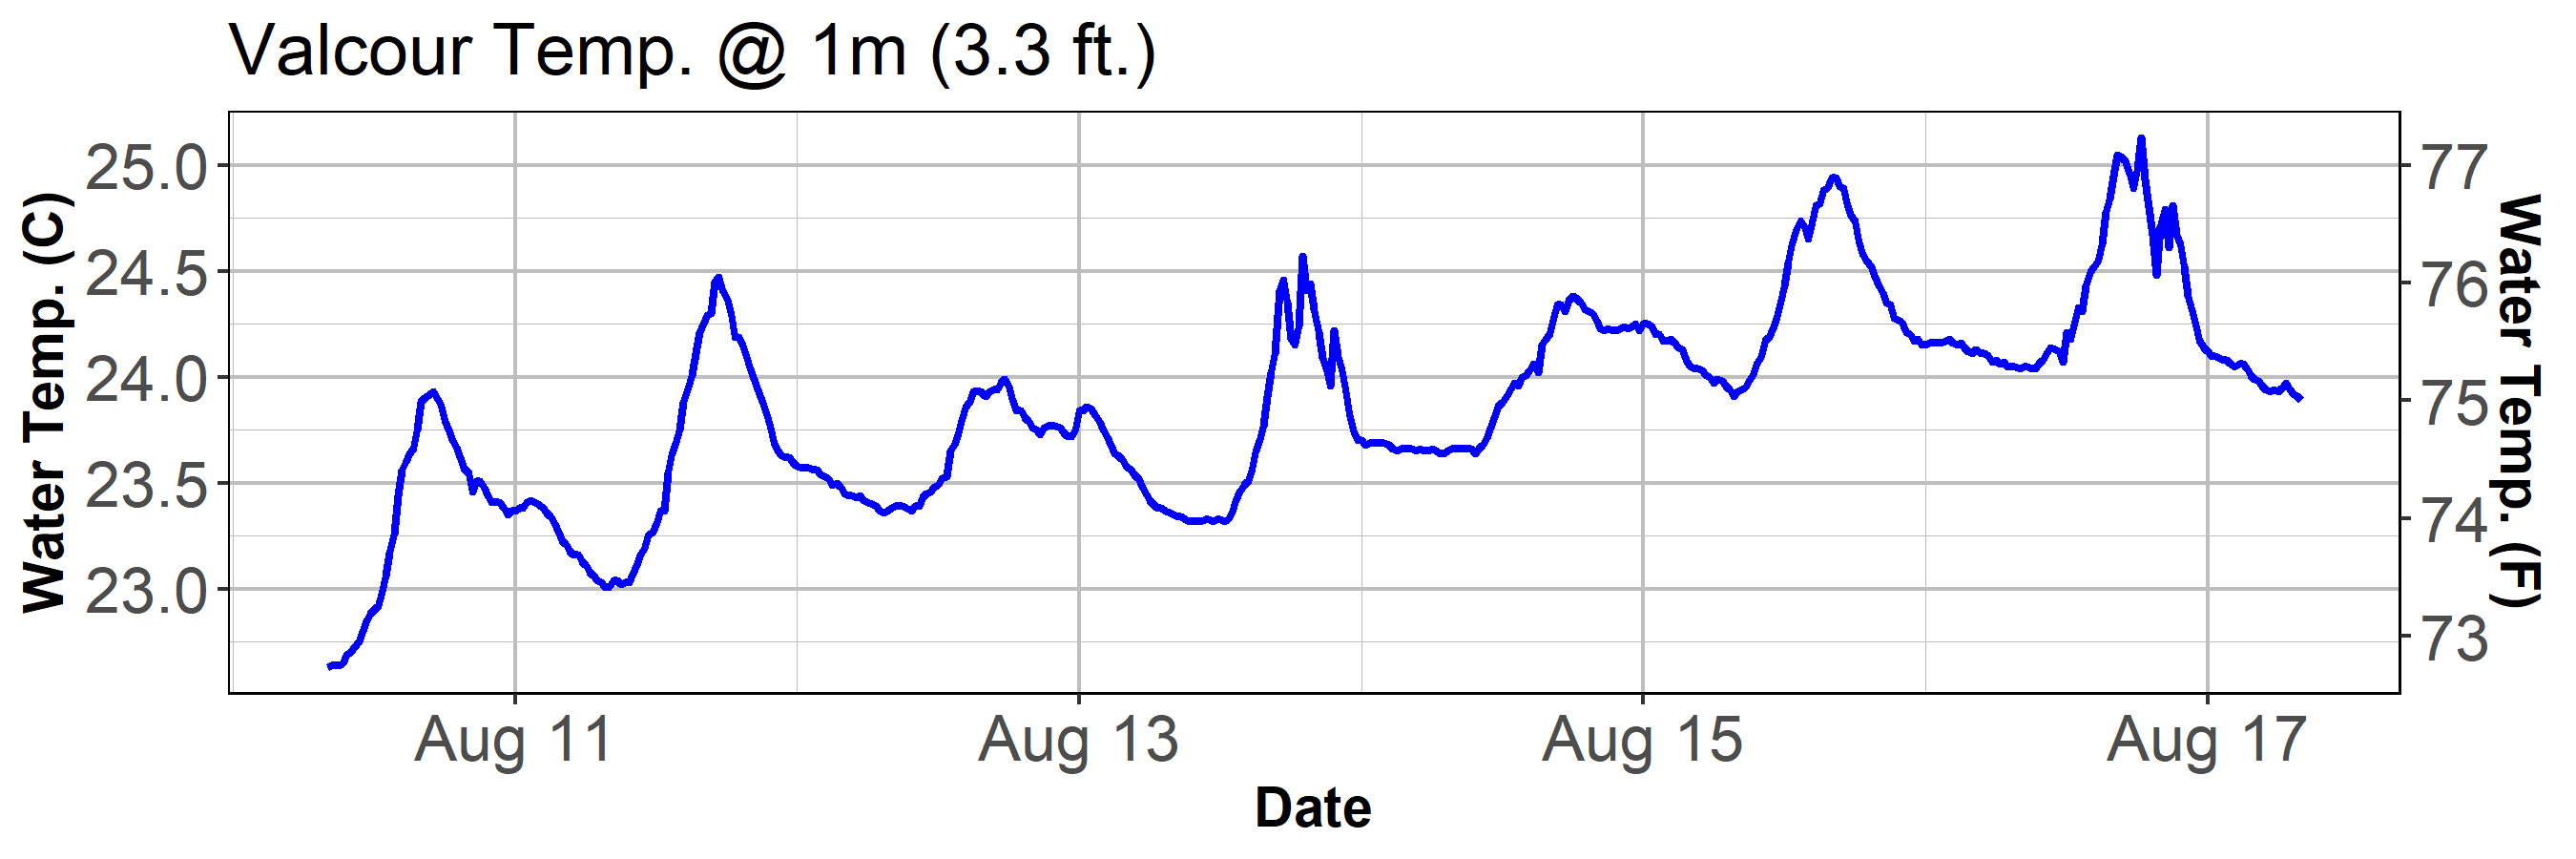 Valcour Temp. @ 1m (3.3 ft.)
Water Temp. (C)
25.0
24.5
24.0
23.5
23.0
77
76
75
74
73
Water Temp. (F)
Aug 11 Aug 13 Aug 15 Aug 17
Date